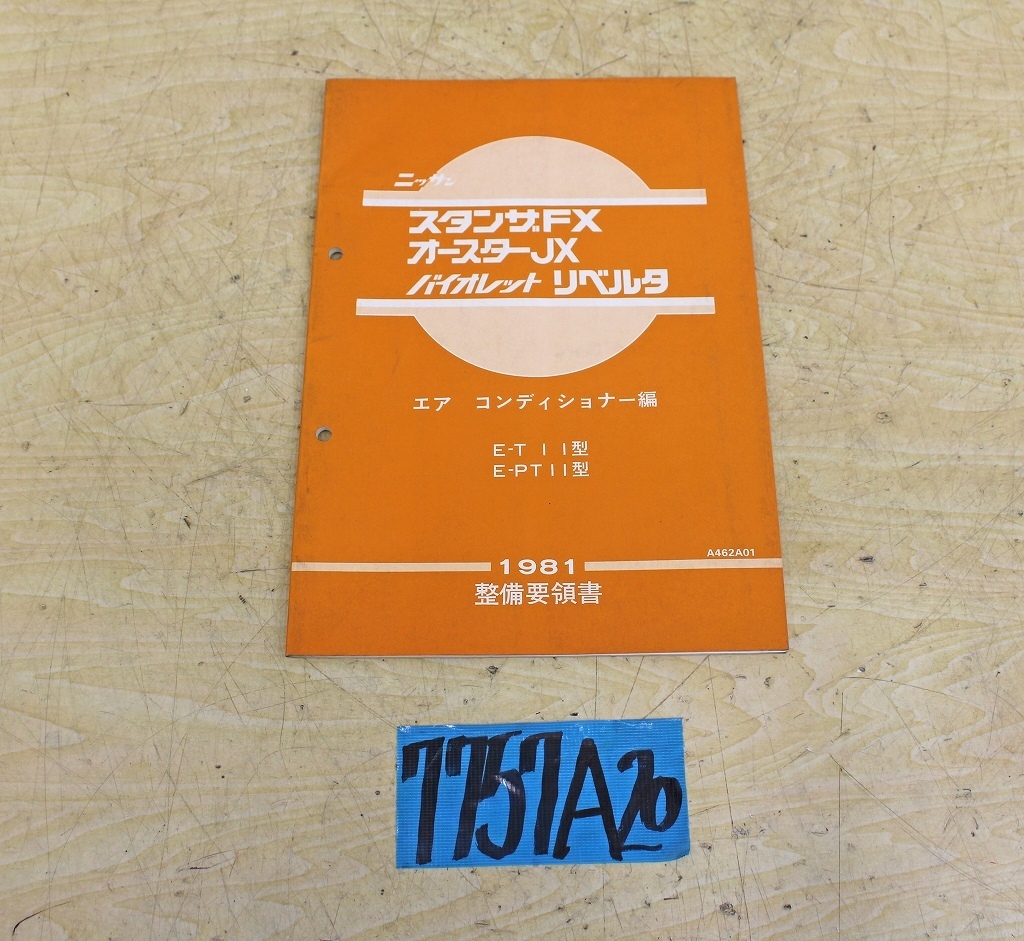 ニッサン
スタンザFX
オースターJX
バイオレット リベルタ
エア コンディショナー編
E-T11型
E-PT11型
A462A01
1981
整備要領書
7757A20